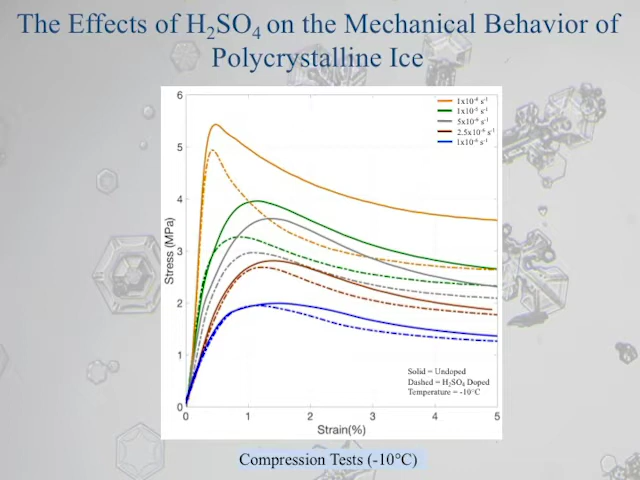 The Effects of H₂SO₄ on the Mechanical Behavior of
Polycrystalline Ice
6
5
4
3
2
1
0
Stress (MPa)
1x10⁻⁴ s⁻¹
1x10⁻⁵ s⁻¹
5x10⁻⁶ s⁻¹
2.5x10⁻⁶ s⁻¹
1x10⁻⁶ s⁻¹
Solid = Undoped
Dashed = H₂SO₄ Doped
Temperature = -10°C
0 1 2 3 4 5
Strain(%)
Compression Tests (-10°C)